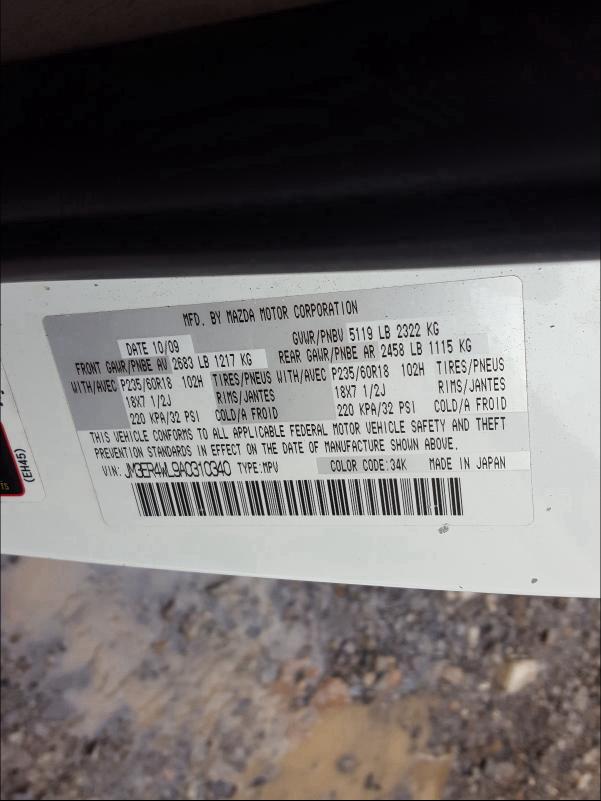 MFD. BY MAZDA MOTOR CORPORATION
DATE 10/09 GVWR/PNBV 5119 LB 2322 KG
FRONT GAWR/PNBE AV 2683 LB 1217 KG REAR GAWR/PNBE AR 2458 LB 1115 KG
WITH/AVEC P235/60R18 102H TIRES/PNEUS WITH/AVEC P235/60R18 102H TIRES/PNEUS
18X7 1/2J RIMS/JANTES 18X7 1/2J RIMS/JANTES
220 KPA/32 PSI COLD/A FROID 220 KPA/32 PSI COLD/A FROID
THIS VEHICLE CONFORMS TO ALL APPLICABLE FEDERAL MOTOR VEHICLE SAFETY AND THEFT
PREVENTION STANDARDS IN EFFECT ON THE DATE OF MANUFACTURE SHOWN ABOVE.
VIN: JM3ER4WL9A0310340 TYPE:MPV COLOR CODE:34K MADE IN JAPAN
(EH45)